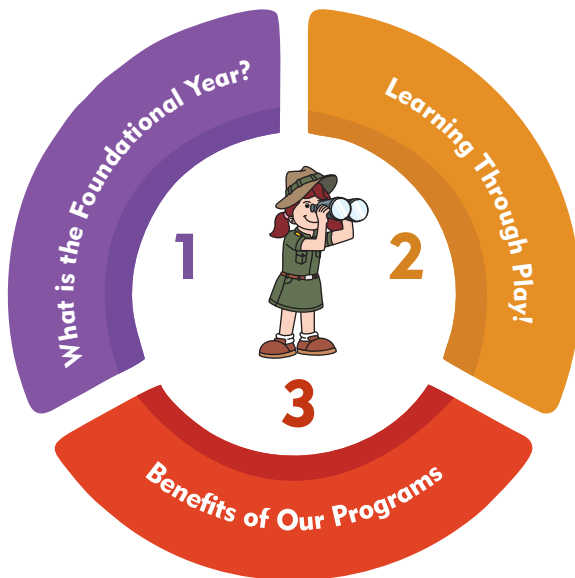 What is the Foundational Year?
1
Learning Through Play!
2
3
Benefits of Our Programs